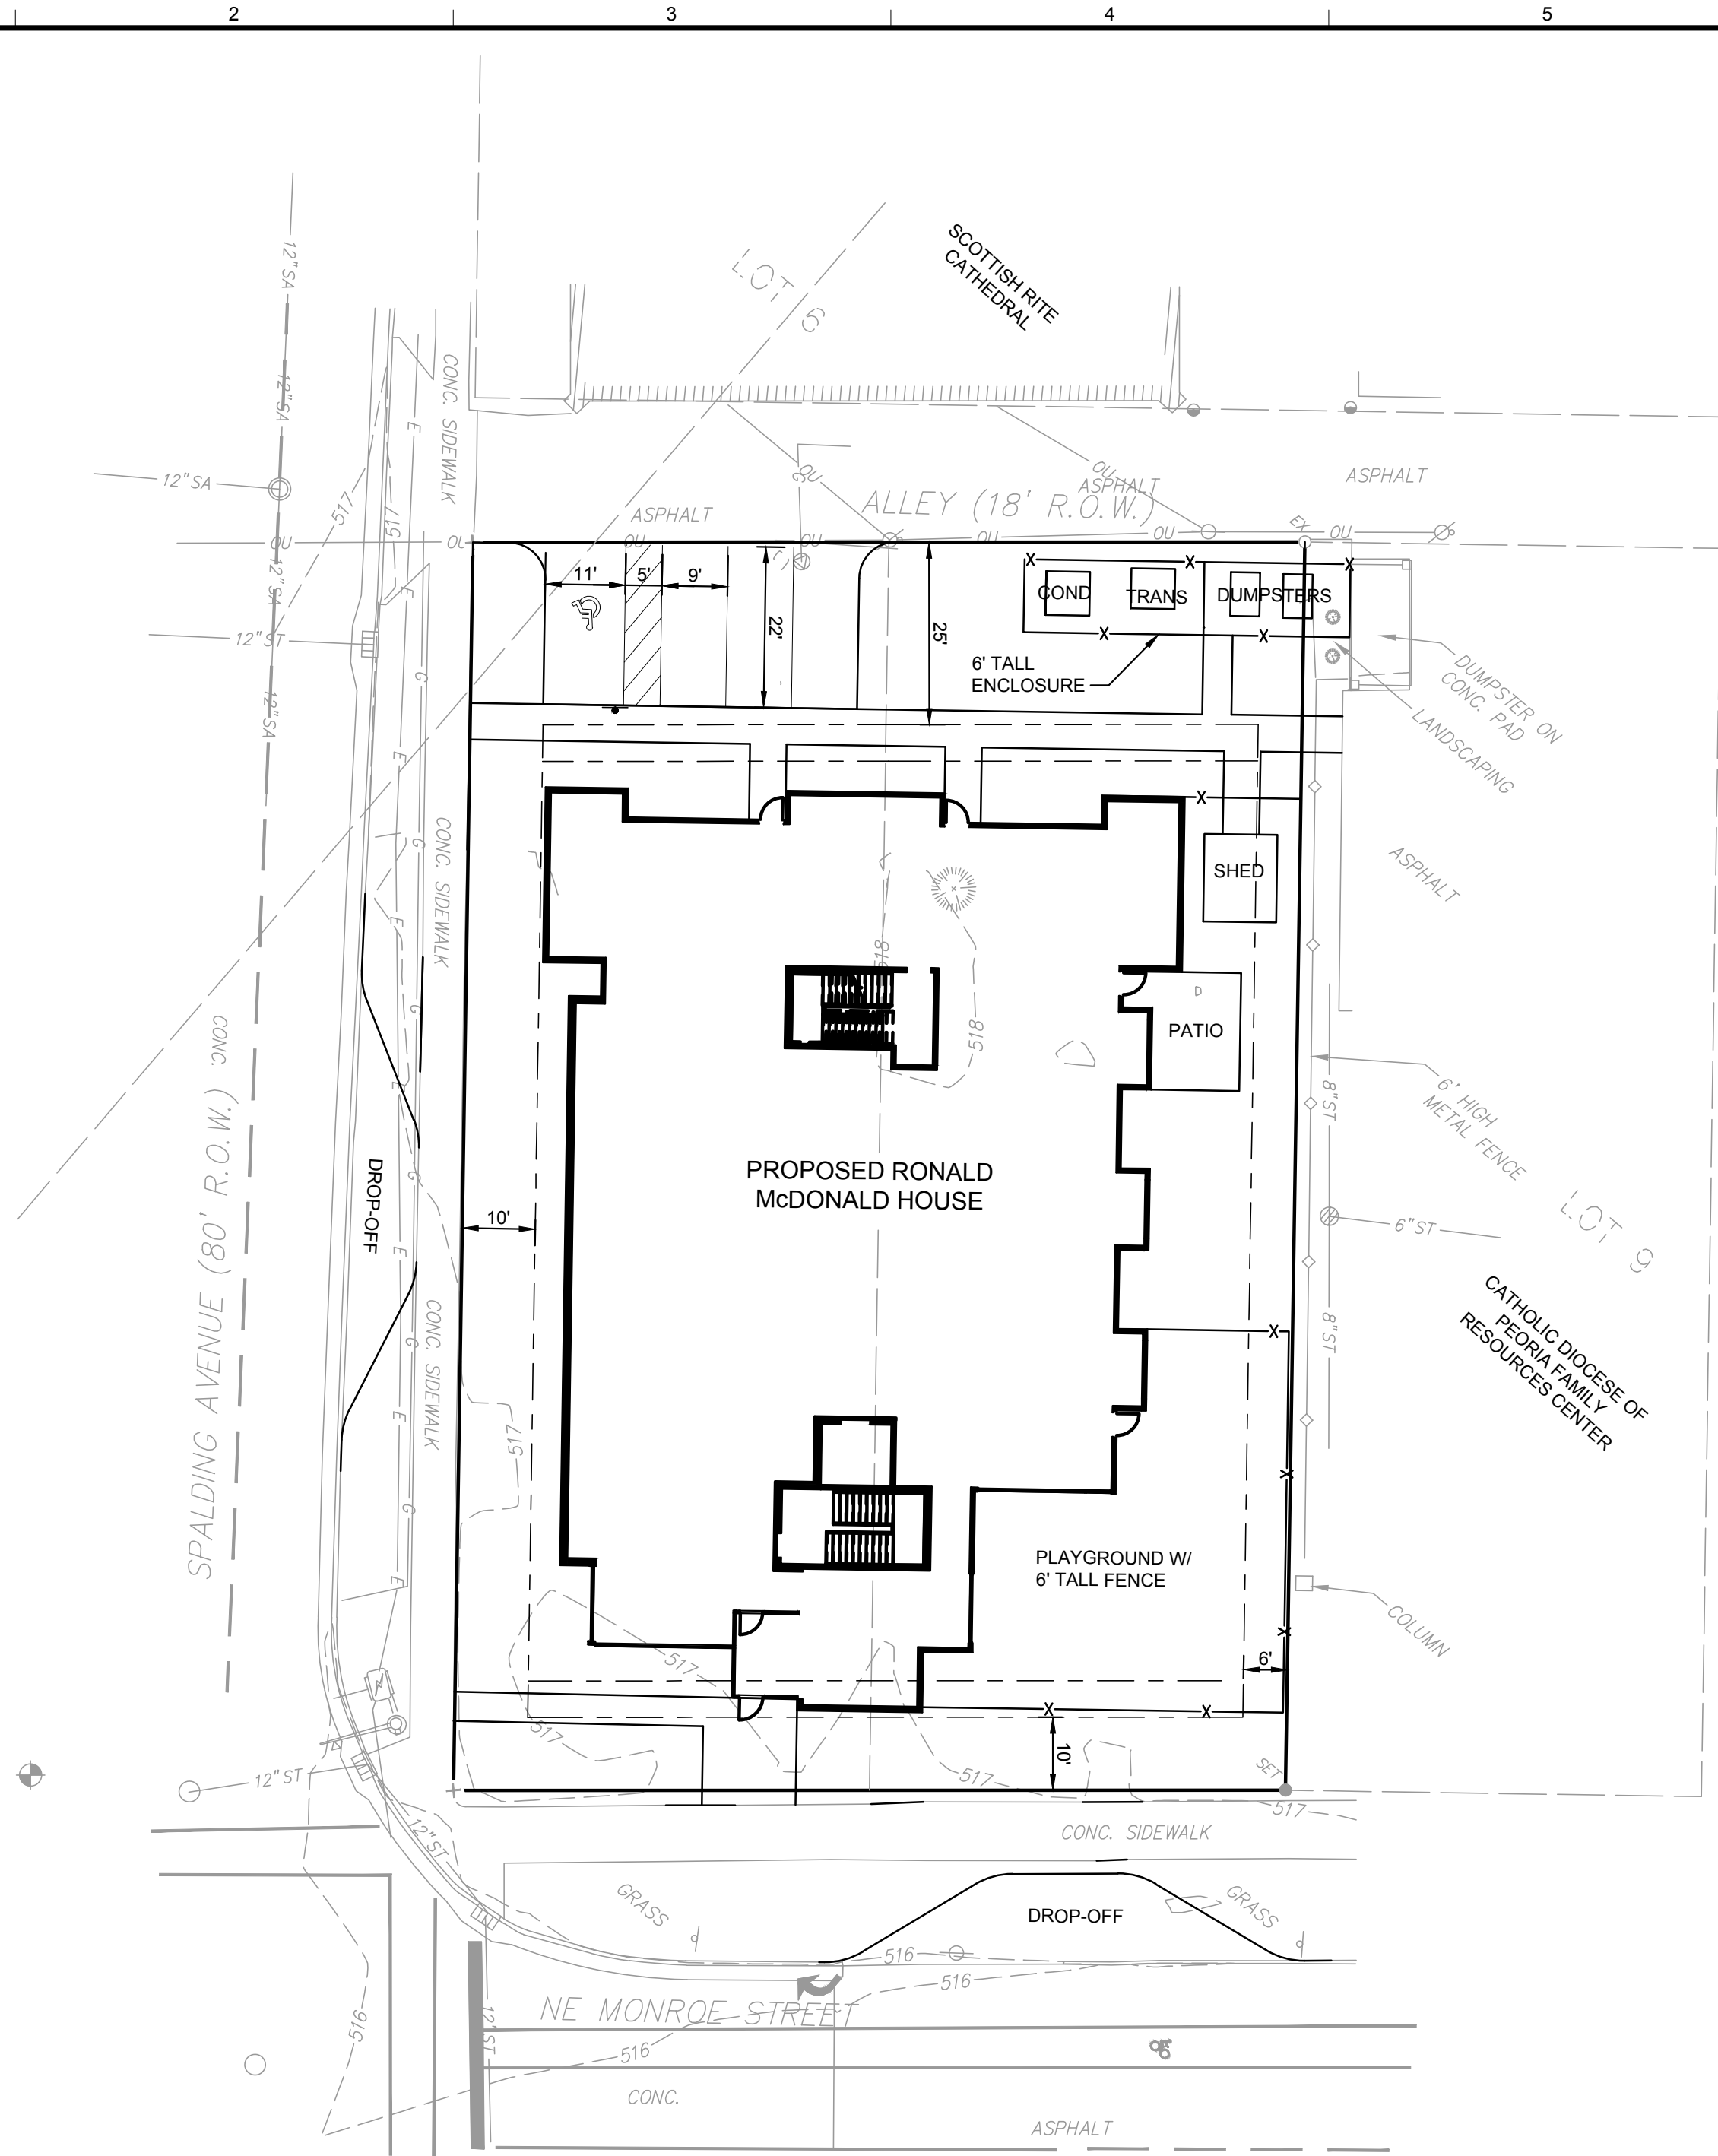 2 3 4 5
12"SA
LOT 6
SCOTTISH RITE
CATHEDRAL
CONC. SIDEWALK
12"SA
E
12"SA
517
517
OU
OU
ASPHALT
ASPHALT
ASPHALT
ALLEY (18' R.O.W.)
OU
OU
OU
OU
OU
EX
OU
12"SA
11'
5'
9'
22'
25'
COND
TRANS
DUMPSTERS
6' TALL
ENCLOSURE
12"ST
12"SA
E
G
DUMPSTER ON
CONC. PAD
LANDSCAPING
E
G
CONC. SIDEWALK
SHED
ASPHALT
E
518
518
D
PATIO
G
CONC.
E
8"ST
6' HIGH
METAL FENCE
PROPOSED RONALD
McDONALD HOUSE
DROP-OFF
G
10'
E
6"ST
LOT 9
SPALDING AVENUE (80' R.O.W.)
CONC. SIDEWALK
G
8"ST
CATHOLIC DIOCESE OF
PEORIA FAMILY
RESOURCES CENTER
E
517
G
E
PLAYGROUND W/
6' TALL FENCE
COLUMN
517
6'
517
10'
12"ST
517
SET
517
12"ST
CONC. SIDEWALK
GRASS
DROP-OFF
GRASS
516
516
NE MONROE STREET
12"ST
516
516
CONC.
ASPHALT